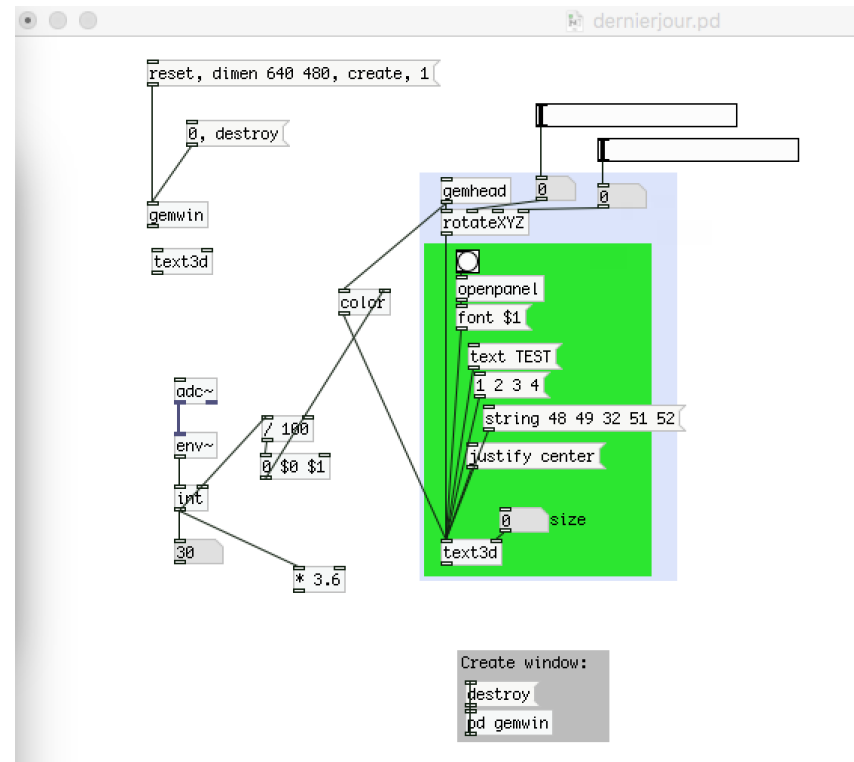 dernierjour.pd
reset, dimen 640 480, create, 1
0, destroy
gemwin
text3d
gemhead
0
0
rotateXYZ
openpanel
color
font $1
text TEST
1 2 3 4
adc~
string 48 49 32 51 52
/ 100
env~
justify center
0 $0 $1
int
0 size
30
text3d
* 3.6
Create window:
destroy
pd gemwin